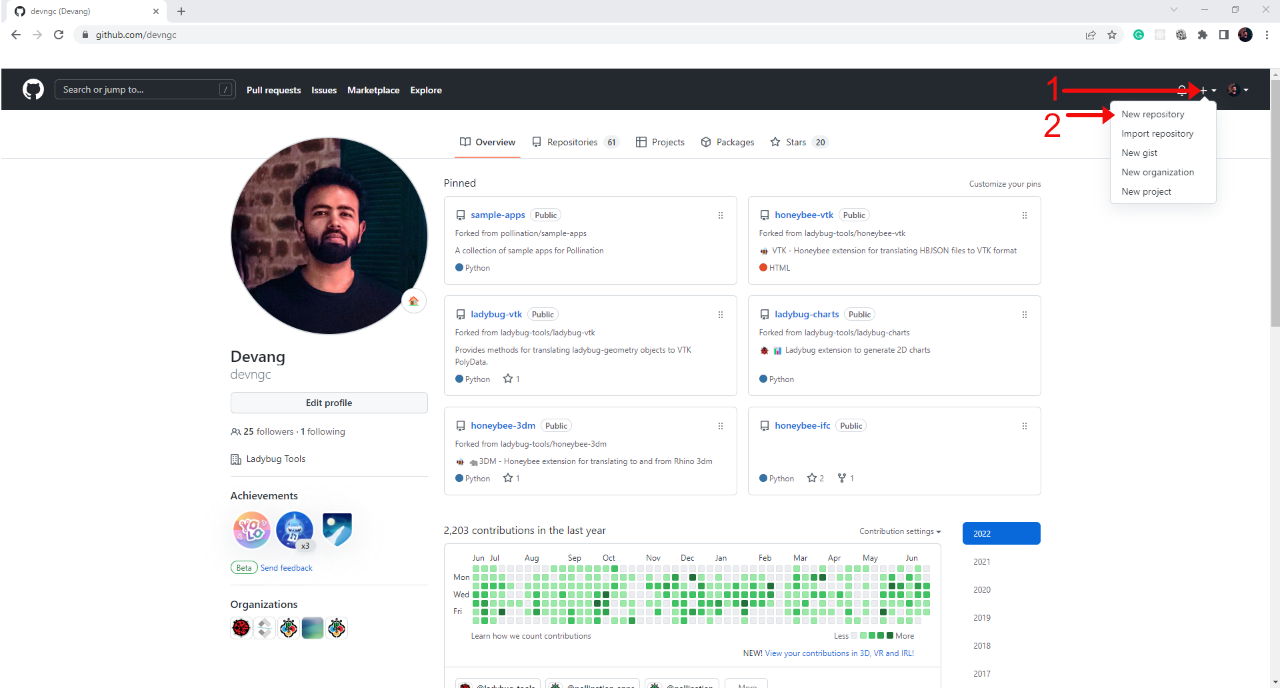 devngc (Devang)
github.com/devngc
1
Search or jump to...
/
Pull requests
Issues
Marketplace
Explore
2
New repository
Import repository
New gist
New organization
New project
Overview
Repositories 61
Projects
Packages
Stars 20
Pinned
Customize your pins
sample-apps Public
Forked from pollination/sample-apps
A collection of sample apps for Pollination
Python
honeybee-vtk Public
Forked from ladybug-tools/honeybee-vtk
VTK - Honeybee extension for translating HBJSON files to VTK format
HTML
ladybug-vtk Public
Forked from ladybug-tools/ladybug-vtk
Provides methods for translating ladybug-geometry objects to VTK
PolyData.
Python 1
ladybug-charts Public
Forked from ladybug-tools/ladybug-charts
Ladybug extension to generate 2D charts
Python
honeybee-3dm Public
Forked from ladybug-tools/honeybee-3dm
3DM - Honeybee extension for translating to and from Rhino 3dm
Python 1
honeybee-ifc Public
Python 2 1
Devang
devngc
Edit profile
25 followers · 1 following
Ladybug Tools
Achievements
YOLO
x3
Beta Send feedback
Organizations
2,203 contributions in the last year
Contribution settings
Jun Jul Aug Sep Oct Nov Dec Jan Feb Mar Apr May Jun
Mon
Wed
Fri
Learn how we count contributions
Less More
NEW! View your contributions in 3D, VR and IRL!
2022
2021
2020
2019
2018
2017
@ladybug-tools
@pollination-apps
@pollination
More